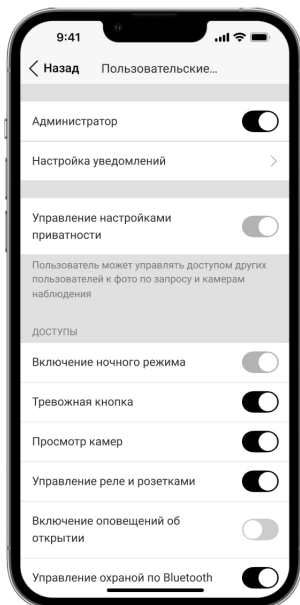 9:41
Назад Пользовательские...
Администратор
Настройка уведомлений
Управление настройками
приватности
Пользователь может управлять доступом других
пользователей к фото по запросу и камерам
наблюдения
ДОСТУПЫ
Включение ночного режима
Тревожная кнопка
Просмотр камер
Управление реле и розетками
Включение оповещений об
открытии
Управление охраной по Bluetooth